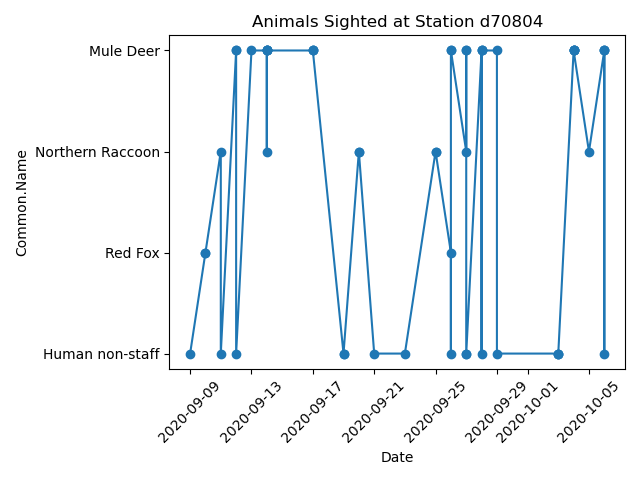 Animals Sighted at Station d70804
Mule Deer
Northern Raccoon
Red Fox
Human non-staff
Common.Name
2020-09-09
2020-09-13
2020-09-17
2020-09-21
2020-09-25
2020-09-29
2020-10-01
2020-10-05
Date